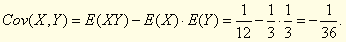 Cov(X,Y) = E(XY) − E(X)·E(Y) = 1/12 − 1/3 · 1/3 = − 1/36.